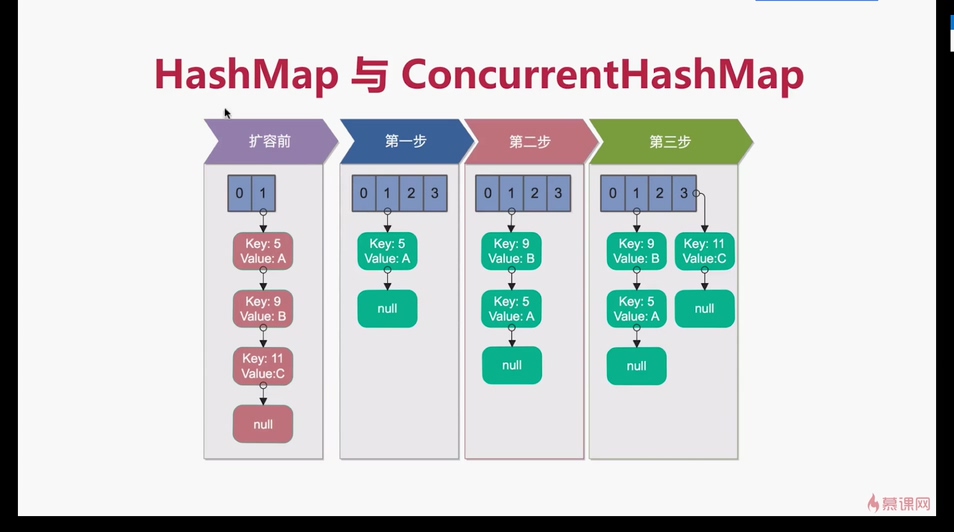 HashMap 与 ConcurrentHashMap
扩容前
第一步
第二步
第三步
0 1
Key: 5
Value: A
Key: 9
Value: B
Key: 11
Value:C
null
0 1 2 3
Key: 5
Value: A
null
0 1 2 3
Key: 9
Value: B
Key: 5
Value: A
null
0 1 2 3
Key: 9
Value: B
Key: 5
Value: A
null
Key: 11
Value:C
null
慕课网